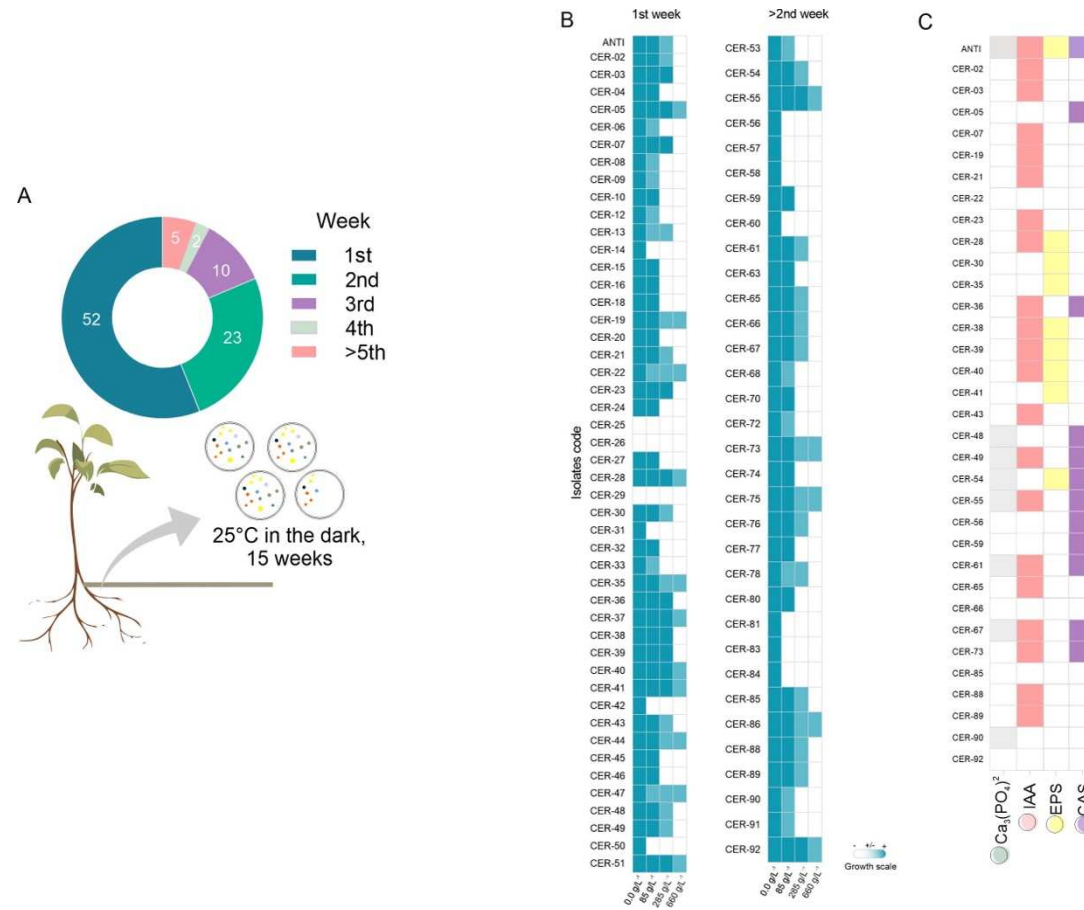 A
Week
1st
2nd
3rd
4th
>5th
52
23
10
2
5
25°C in the dark,
15 weeks
B
1st week
>2nd week
Isolates code
ANTI
CER-02
CER-03
CER-04
CER-05
CER-06
CER-07
CER-08
CER-09
CER-10
CER-12
CER-13
CER-14
CER-15
CER-16
CER-18
CER-19
CER-20
CER-21
CER-22
CER-23
CER-24
CER-25
CER-26
CER-27
CER-28
CER-29
CER-30
CER-31
CER-32
CER-33
CER-35
CER-36
CER-37
CER-38
CER-39
CER-40
CER-41
CER-42
CER-43
CER-44
CER-45
CER-46
CER-47
CER-48
CER-49
CER-50
CER-51
0.0 g/L⁻¹
85 g/L⁻¹
285 g/L⁻¹
660 g/L⁻¹
CER-53
CER-54
CER-55
CER-56
CER-57
CER-58
CER-59
CER-60
CER-61
CER-63
CER-65
CER-66
CER-67
CER-68
CER-70
CER-72
CER-73
CER-74
CER-75
CER-76
CER-77
CER-78
CER-80
CER-81
CER-83
CER-84
CER-85
CER-86
CER-88
CER-89
CER-90
CER-91
CER-92
0.0 g/L⁻¹
85 g/L⁻¹
285 g/L⁻¹
660 g/L⁻¹
- +/- +
Growth scale
C
ANTI
CER-02
CER-03
CER-05
CER-07
CER-19
CER-21
CER-22
CER-23
CER-28
CER-30
CER-35
CER-36
CER-38
CER-39
CER-40
CER-41
CER-43
CER-48
CER-49
CER-54
CER-55
CER-56
CER-59
CER-61
CER-65
CER-66
CER-67
CER-73
CER-85
CER-88
CER-89
CER-90
CER-92
Ca₃(PO₄)²
IAA
EPS
CAS